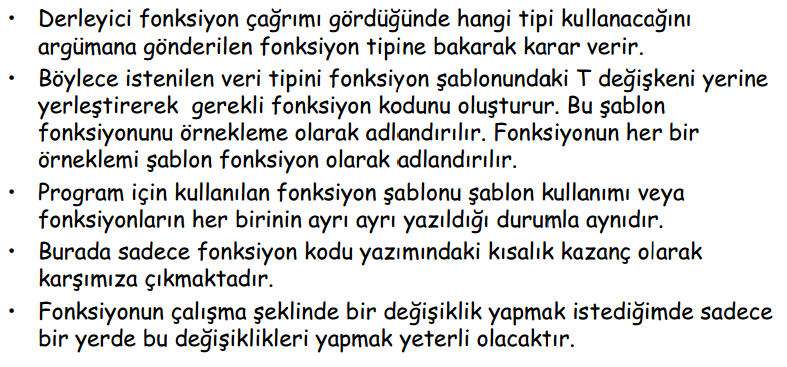 • Derleyici fonksiyon çağrımı gördüğünde hangi tipi kullanacağını
argümana gönderilen fonksiyon tipine bakarak karar verir.
• Böylece istenilen veri tipini fonksiyon şablonundaki T değişkeni yerine
yerleştirerek gerekli fonksiyon kodunu oluşturur. Bu şablon
fonksiyonunu örnekleme olarak adlandırılır. Fonksiyonun her bir
örneklemi şablon fonksiyon olarak adlandırılır.
• Program için kullanılan fonksiyon şablonu şablon kullanımı veya
fonksiyonların her birinin ayrı ayrı yazıldığı durumla aynıdır.
• Burada sadece fonksiyon kodu yazımındaki kısalık kazanç olarak
karşımıza çıkmaktadır.
• Fonksiyonun çalışma şeklinde bir değişiklik yapmak istediğimde sadece
bir yerde bu değişiklikleri yapmak yeterli olacaktır.